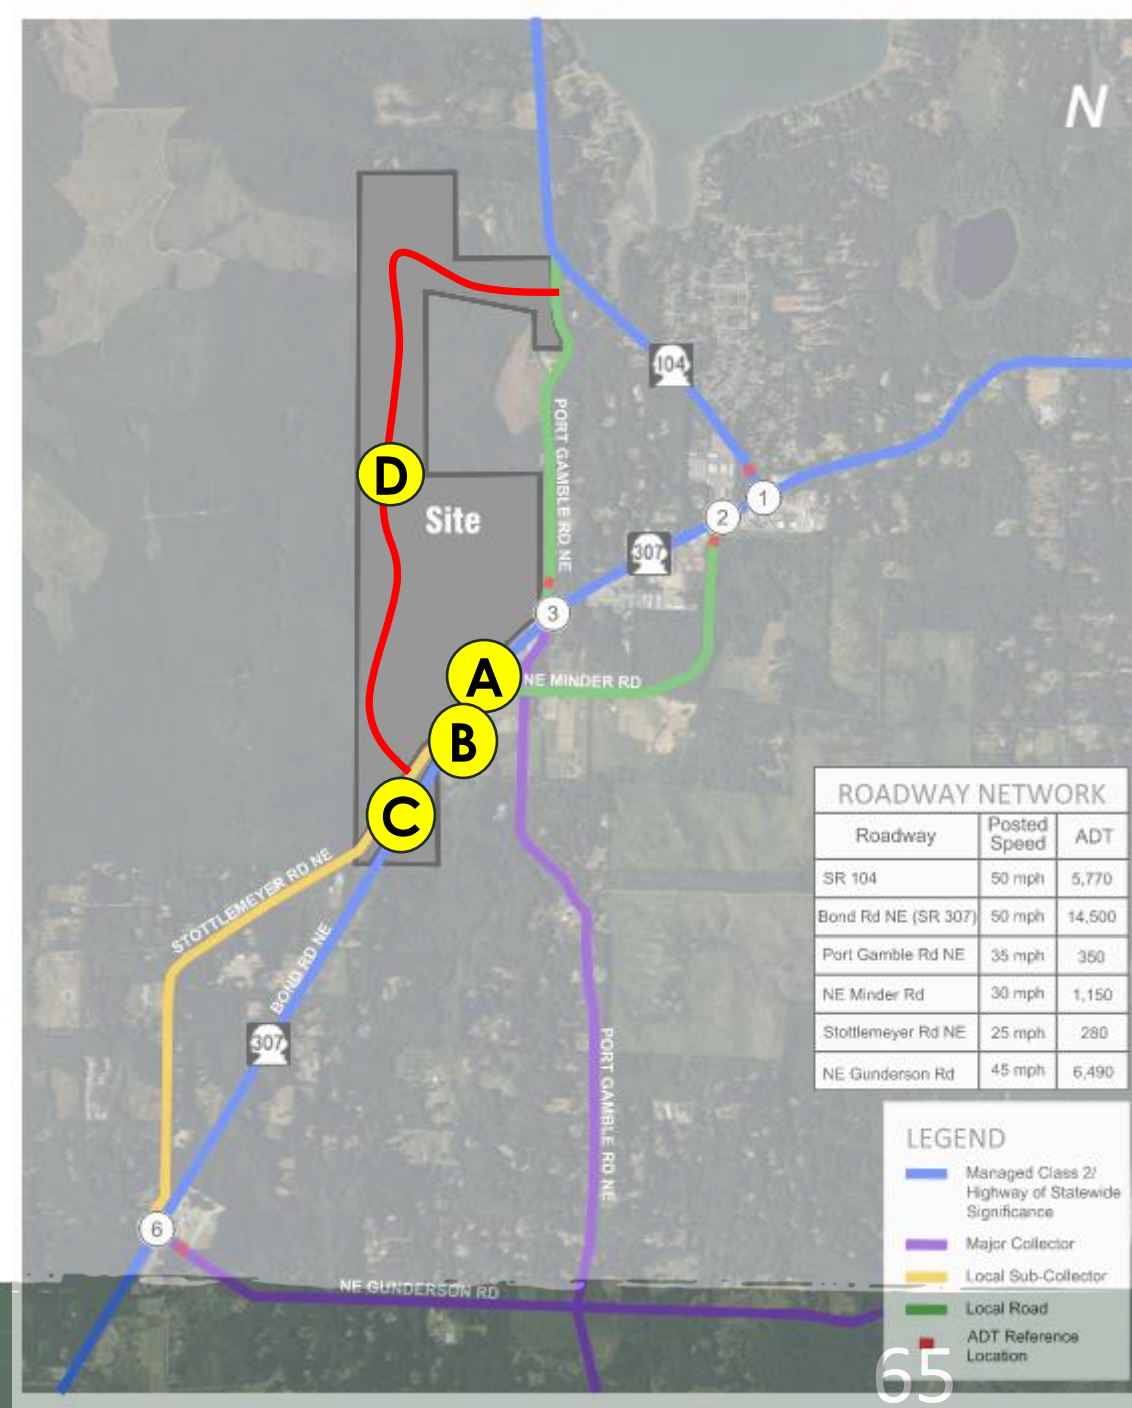 N
104
PORT GAMBLE RD NE
D
Site
1
2
307
3
A
NE MINDER RD
B
C
STOTTLEMEYER RD NE
BOND RD NE
307
PORT GAMBLE RD NE
6
NE GUNDERSON RD
ROADWAY NETWORK
Roadway Posted Speed ADT
SR 104 50 mph 5,770
Bond Rd NE (SR 307) 50 mph 14,500
Port Gamble Rd NE 35 mph 350
NE Minder Rd 30 mph 1,150
Stottlemeyer Rd NE 25 mph 280
NE Gunderson Rd 45 mph 6,490
LEGEND
Managed Class 2/
Highway of Statewide
Significance
Major Collector
Local Sub-Collector
Local Road
ADT Reference
Location
65